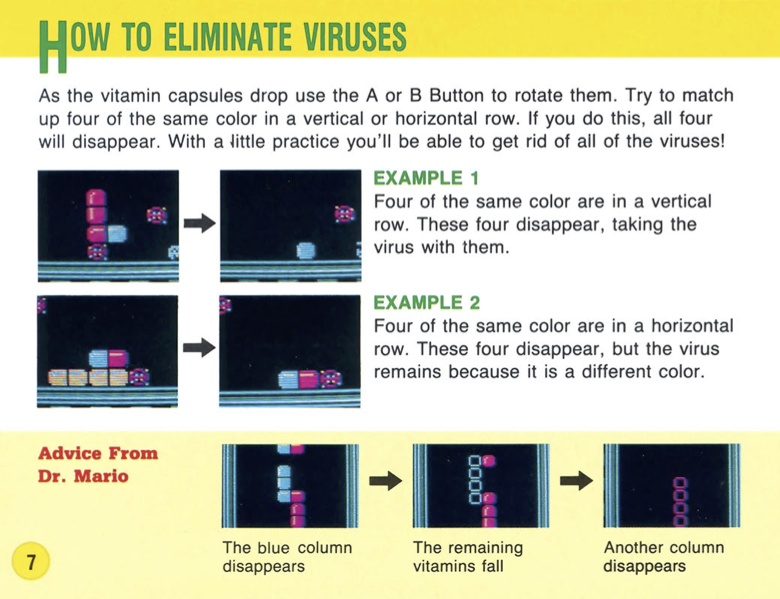 HOW TO ELIMINATE VIRUSES
As the vitamin capsules drop use the A or B Button to rotate them. Try to match
up four of the same color in a vertical or horizontal row. If you do this, all four
will disappear. With a little practice you'll be able to get rid of all of the viruses!
EXAMPLE 1
Four of the same color are in a vertical
row. These four disappear, taking the
virus with them.
EXAMPLE 2
Four of the same color are in a horizontal
row. These four disappear, but the virus
remains because it is a different color.
Advice From
Dr. Mario
The blue column
disappears
The remaining
vitamins fall
Another column
disappears
7